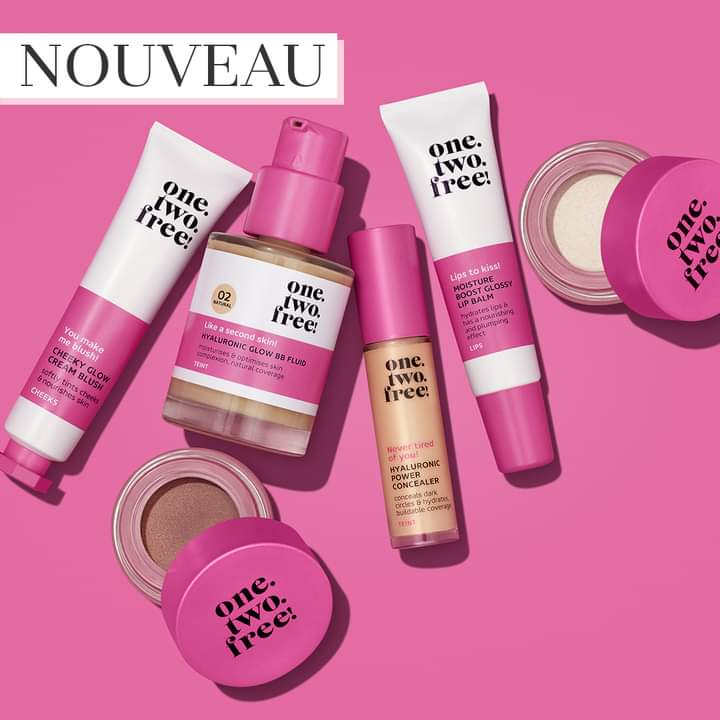 NOUVEAU
one.
two.
free!
You make
me blush!
CHEEKY GLOW
CREAM BLUSH
softly tints cheeks
& nourishes skin
CHEEKS
02
NATURAL
one.
two.
free!
Like a second skin!
HYALURONIC GLOW BB FLUID
moisturises & optimises skin
complexion, natural coverage
TEINT
one.
two.
free!
Never tired
of you!
HYALURONIC
POWER
CONCEALER
conceals dark
circles & hydrates
buildable coverage
TEINT
one.
two.
free!
Lips to kiss!
MOISTURE
BOOST GLOSSY
LIP BALM
hydrates lips &
has a nourishing
and plumping
effect
LIPS
one.
two.
free!
one.
two.
free!